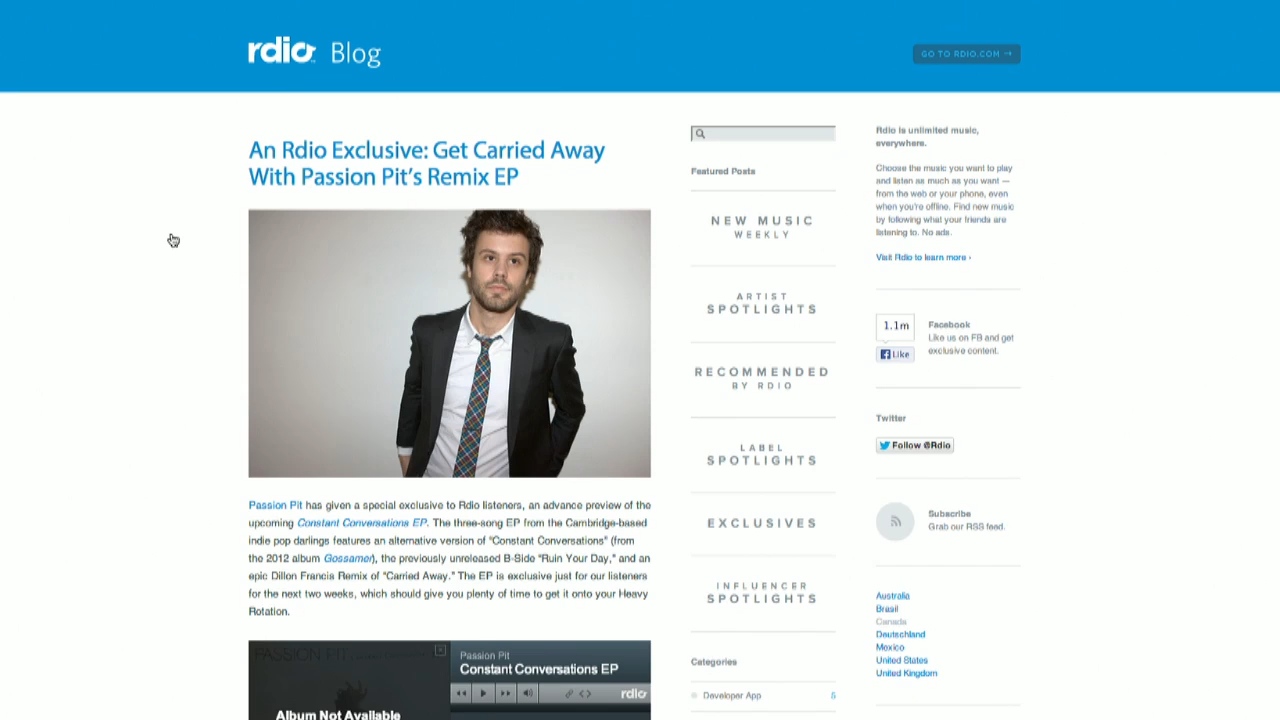 rdio Blog
GO TO RDIO.COM →
An Rdio Exclusive: Get Carried Away
With Passion Pit's Remix EP
Passion Pit has given a special exclusive to Rdio listeners, an advance preview of the
upcoming Constant Conversations EP. The three-song EP from the Cambridge-based
indie pop darlings features an alternative version of "Constant Conversations" (from
the 2012 album Gossamer), the previously unreleased B-Side "Ruin Your Day," and an
epic Dillon Francis Remix of "Carried Away." The EP is exclusive just for our listeners
for the next two weeks, which should give you plenty of time to get it onto your Heavy
Rotation.
PASSION PIT
Album Not Available
Passion Pit
Constant Conversations EP
rdio
Featured Posts
NEW MUSIC
WEEKLY
ARTIST
SPOTLIGHTS
RECOMMENDED
BY RDIO
LABEL
SPOTLIGHTS
EXCLUSIVES
INFLUENCER
SPOTLIGHTS
Categories
Developer App 5
Rdio is unlimited music,
everywhere.
Choose the music you want to play
and listen as much as you want —
from the web or your phone, even
when you're offline. Find new music
by following what your friends are
listening to. No ads.
Visit Rdio to learn more ›
1.1m
Like
Facebook
Like us on FB and get
exclusive content.
Twitter
Follow @Rdio
Subscribe
Grab our RSS feed.
Australia
Brasil
Canada
Deutschland
Mexico
United States
United Kingdom